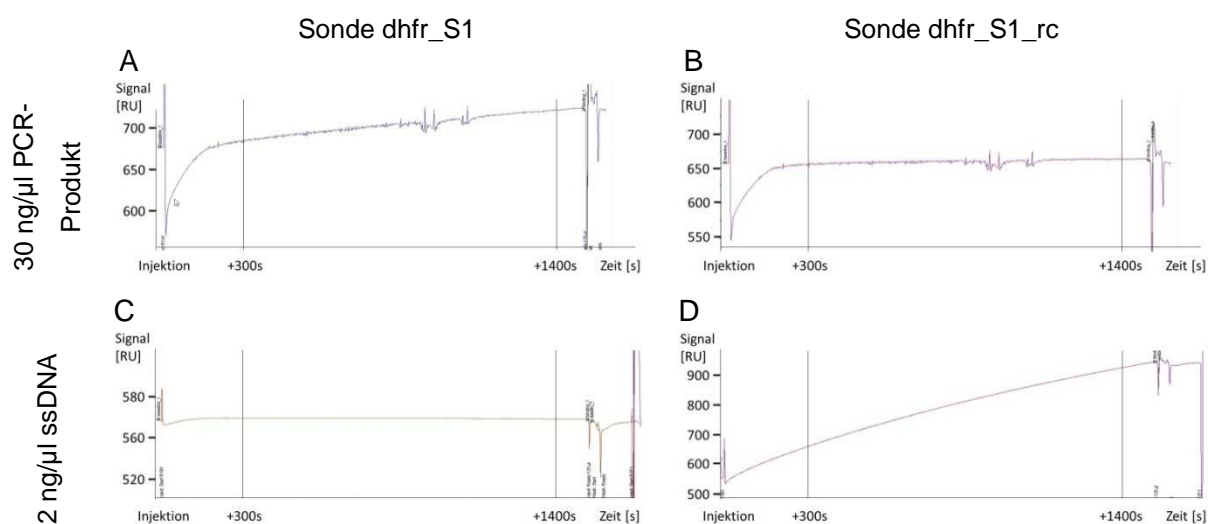 Sonde dhfr_S1
Sonde dhfr_S1_rc
30 ng/µl PCR-
Produkt
A
Signal
[RU]
700
650
600
Injektion +300s +1400s Zeit [s]
B
Signal
[RU]
700
650
600
550
Injektion +300s +1400s Zeit [s]
2 ng/µl ssDNA
C
Signal
[RU]
580
560
520
Injektion +300s +1400s Zeit [s]
D
Signal
[RU]
900
800
700
600
500
Injektion +300s +1400s Zeit [s]